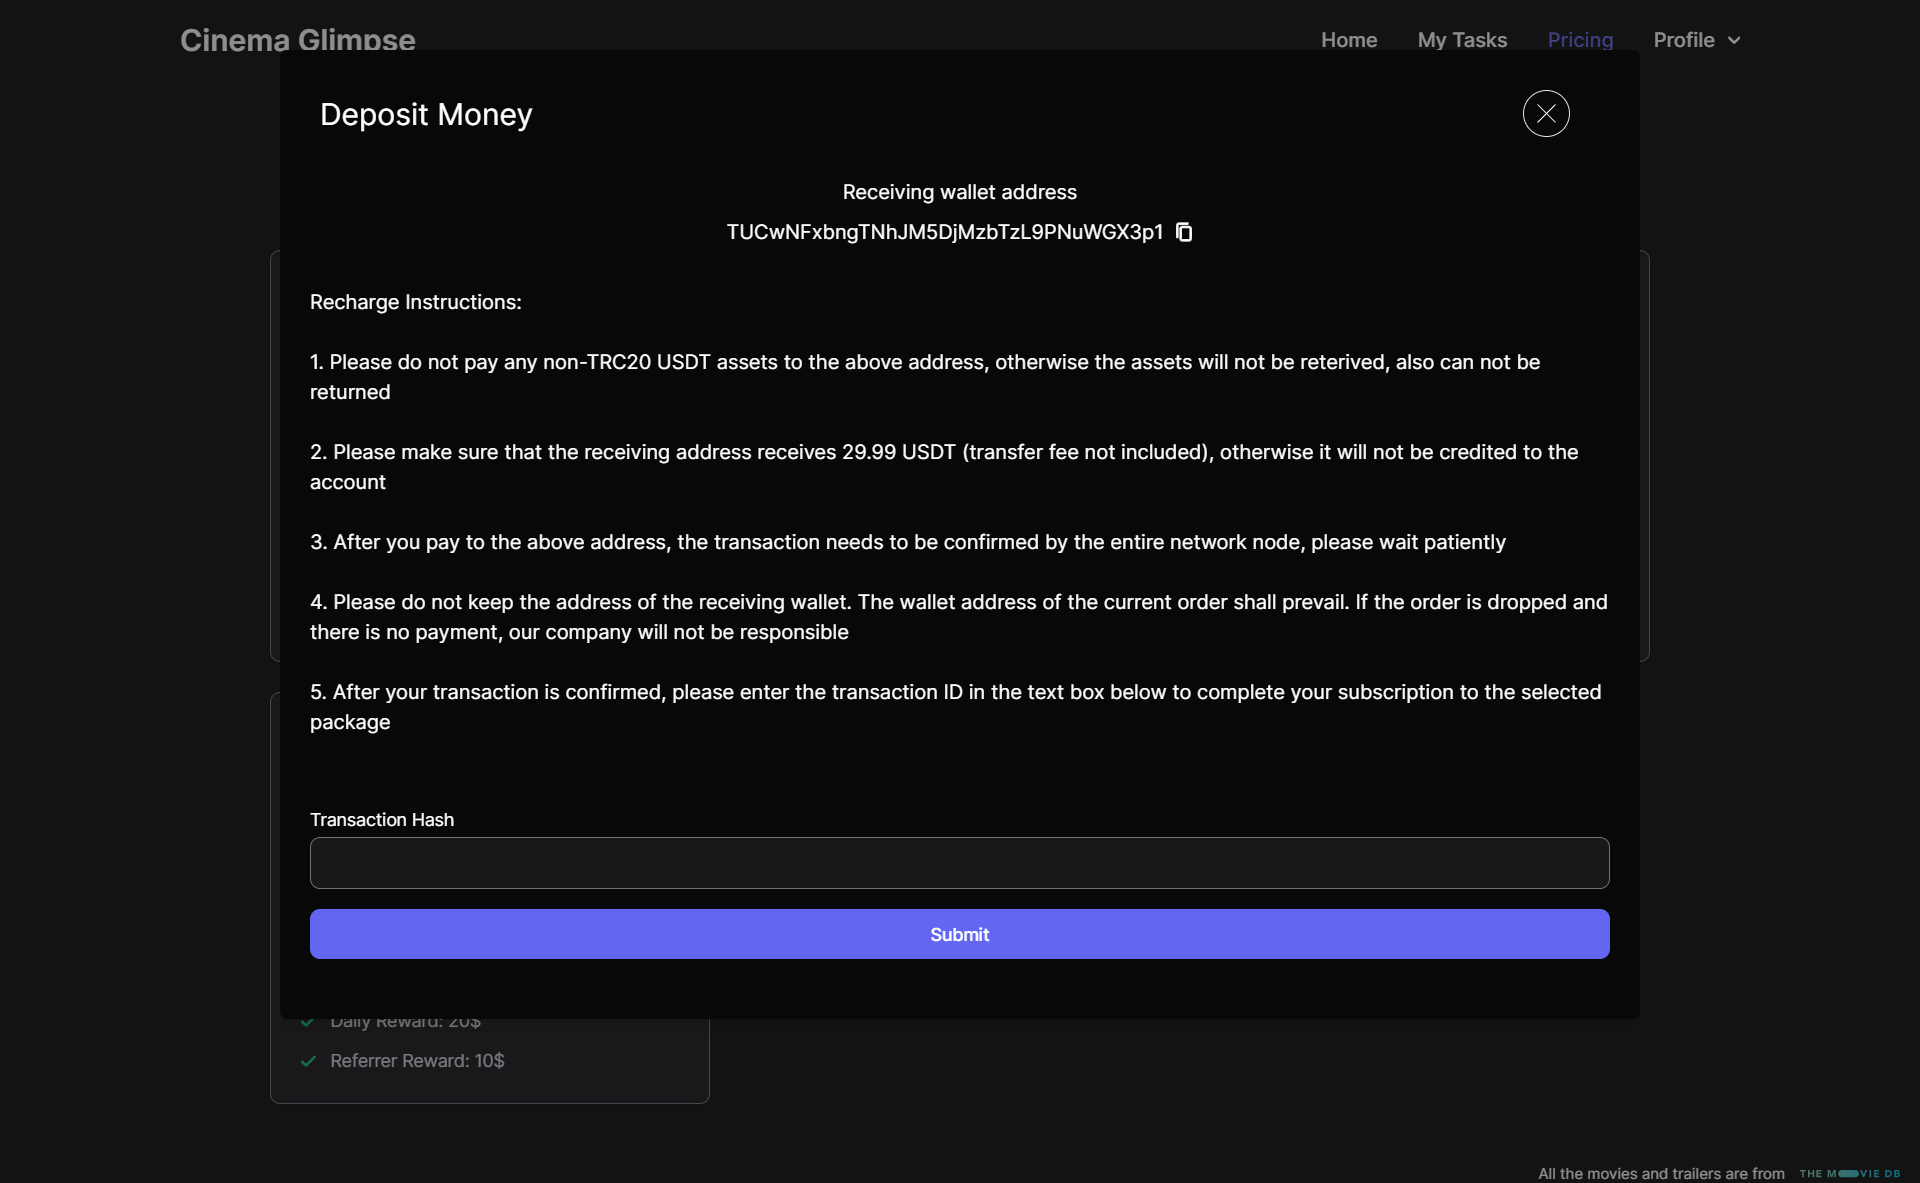 Cinema Glimpse
Home My Tasks Pricing Profile
Deposit Money
Receiving wallet address
TUCwNFxbngTNhJM5DjMzbTzL9PNuWGX3p1
Recharge Instructions:
1. Please do not pay any non-TRC20 USDT assets to the above address, otherwise the assets will not be reterived, also can not be
returned
2. Please make sure that the receiving address receives 29.99 USDT (transfer fee not included), otherwise it will not be credited to the
account
3. After you pay to the above address, the transaction needs to be confirmed by the entire network node, please wait patiently
4. Please do not keep the address of the receiving wallet. The wallet address of the current order shall prevail. If the order is dropped and
there is no payment, our company will not be responsible
5. After your transaction is confirmed, please enter the transaction ID in the text box below to complete your subscription to the selected
package
Transaction Hash
Submit
Daily Reward: 20$
Referrer Reward: 10$
All the movies and trailers are from THE MOVIE DB